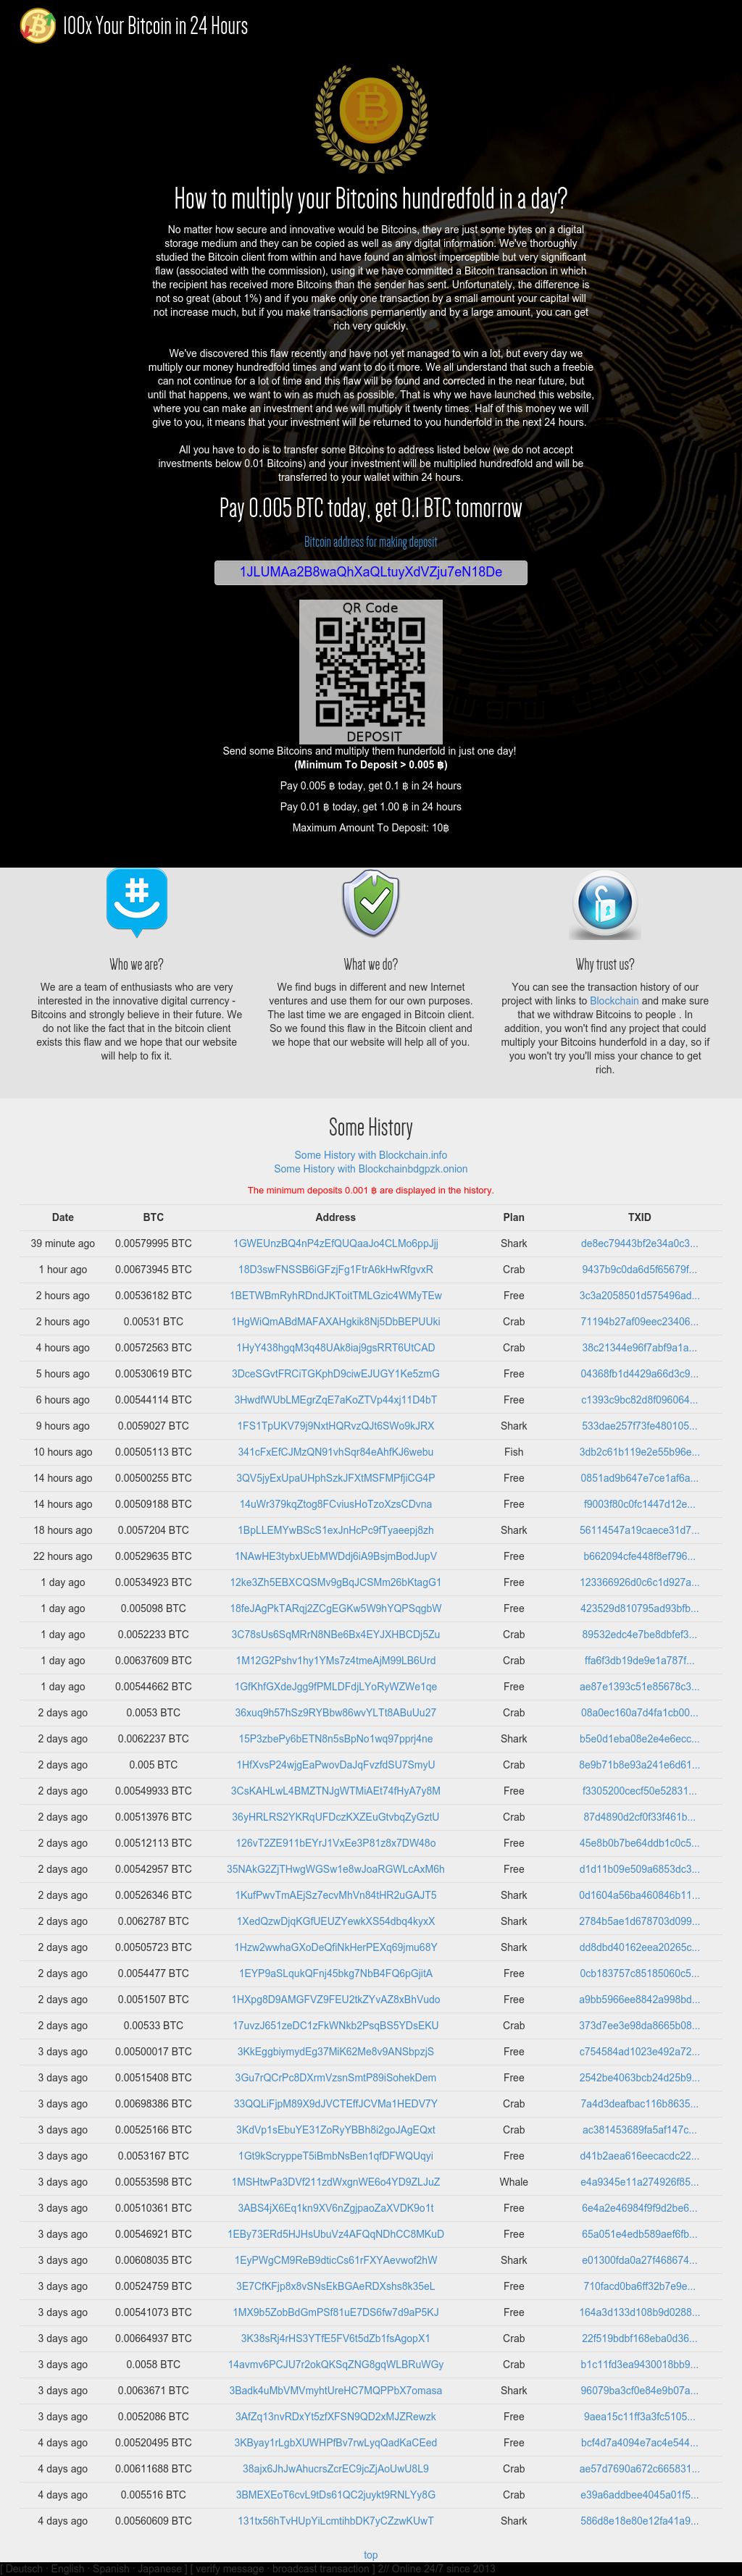 100x Your Bitcoin in 24 Hours
How to multiply your Bitcoins hundredfold in a day?
No matter how secure and innovative would be Bitcoins, they are just some bytes on a digital
storage medium and they can be copied as well as any digital information. We've thoroughly
studied the Bitcoin client from within and have found an almost imperceptible but very significant
flaw (associated with the commission), using it we have committed a Bitcoin transaction in which
the recipient has received more Bitcoins than the sender has sent. Unfortunately, the difference is
not so great (about 1%) and if you make only one transaction by a small amount your capital will
not increase much, but if you make transactions permanently and by a large amount, you can get
rich very quickly.
We've discovered this flaw recently and have not yet managed to win a lot, but every day we
multiply our money hundredfold times and want to do it more. We all understand that such a freebie
can not continue for a lot of time and this flaw will be found and corrected in the near future, but
until that happens, we want to win as much as possible. That is why we have launched this website,
where you can make an investment and we will multiply it twenty times. Half of this money we will
give to you, it means that your investment will be returned to you hunderfold in the next 24 hours.
All you have to do is to transfer some Bitcoins to address listed below (we do not accept
investments below 0.01 Bitcoins) and your investment will be multiplied hundredfold and will be
transferred to your wallet within 24 hours.
Pay 0.005 BTC today, get 0.1 BTC tomorrow
Bitcoin address for making deposit
1JLUMAa2B8waQhXaQLtuyXdVZju7eN18De
QR Code
DEPOSIT
Send some Bitcoins and multiply them hunderfold in just one day!
(Minimum To Deposit > 0.005 ฿)
Pay 0.005 ฿ today, get 0.1 ฿ in 24 hours
Pay 0.01 ฿ today, get 1.00 ฿ in 24 hours
Maximum Amount To Deposit: 10฿
Who we are?
We are a team of enthusiasts who are very
interested in the innovative digital currency -
Bitcoins and strongly believe in their future. We
do not like the fact that in the bitcoin client
exists this flaw and we hope that our website
will help to fix it.
What we do?
We find bugs in different and new Internet
ventures and use them for our own purposes.
The last time we are engaged in Bitcoin client.
So we found this flaw in the Bitcoin client and
we hope that our website will help all of you.
Why trust us?
You can see the transaction history of our
project with links to Blockchain and make sure
that we withdraw Bitcoins to people . In
addition, you won't find any project that could
multiply your Bitcoins hunderfold in a day, so if
you won't try you'll miss your chance to get
rich.
Some History
Some History with Blockchain.info
Some History with Blockchainbdgpzk.onion
The minimum deposits 0.001 ฿ are displayed in the history.
Date BTC Address Plan TXID
39 minute ago 0.00579995 BTC 1GWEUnzBQ4nP4zEfQUQaaJo4CLMo6ppJjj Shark de8ec79443bf2e34a0c3...
1 hour ago 0.00673945 BTC 18D3swFNSSB6iGFzjFg1FtrA6kHwRfgvxR Crab 9437b9c0da6d5f65679f...
2 hours ago 0.00536182 BTC 1BETWBmRyhRDndJKToitTMLGzic4WMyTEw Free 3c3a2058501d575496ad...
2 hours ago 0.00531 BTC 1HgWiQmABdMAFAXAHgkik8Nj5DbBEPUUki Crab 71194b27af09eec23406...
4 hours ago 0.00572563 BTC 1HyY438hgqM3q48UAk8iaj9gsRRT6UtCAD Crab 38c21344e96f7abf9a1a...
5 hours ago 0.00530619 BTC 3DceSGvtFRCiTGKphD9ciwEJUGY1Ke5zmG Free 04368fb1d4429a66d3c9...
6 hours ago 0.00544114 BTC 3HwdfWUbLMEgrZqE7aKoZTVp44xj11D4bT Free c1393c9bc82d8f096064...
9 hours ago 0.0059027 BTC 1FS1TpUKV79j9NxtHQRvzQJt6SWo9kJRX Shark 533dae257f73fe480105...
10 hours ago 0.00505113 BTC 341cFxEfCJMzQN91vhSqr84eAhfKJ6webu Fish 3db2c61b119e2e55b96e...
14 hours ago 0.00500255 BTC 3QV5jyExUpaUHphSzkJFXtMSFMPfjiCG4P Free 0851ad9b647e7ce1af6a...
14 hours ago 0.00509188 BTC 14uWr379kqZtog8FCviusHoTzoXzsCDvna Free f9003f80c0fc1447d12e...
18 hours ago 0.0057204 BTC 1BpLLEMYwBScS1exJnHcPc9fTyaeepj8zh Shark 56114547a19caece31d7...
22 hours ago 0.00529635 BTC 1NAwHE3tybxUEbMWDdj6iA9BsjmBodJupV Free b662094cfe448f8ef796...
1 day ago 0.00534923 BTC 12ke3Zh5EBXCQSMv9gBqJCSMm26bKtagG1 Free 123366926d0c6c1d927a...
1 day ago 0.005098 BTC 18feJAgPkTARqj2ZCgEGKw5W9hYQPSqgbW Free 423529d810795ad93bfb...
1 day ago 0.0052233 BTC 3C78sUs6SqMRrN8NBe6Bx4EYJXHBCDj5Zu Crab 89532edc4e7be8dbfef3...
1 day ago 0.00637609 BTC 1M12G2Pshv1hy1YMs7z4tmeAjM99LB6Urd Crab ffa6f3db19de9e1a787f...
1 day ago 0.00544662 BTC 1GfKhfGXdeJgg9fPMLDFdjLYoRyWZWe1qe Free ae87e1393c51e85678c3...
2 days ago 0.0053 BTC 36xuq9h57hSz9RYBbw86wvYLTt8ABuUu27 Crab 08a0ec160a7d4fa1cb00...
2 days ago 0.0062237 BTC 15P3zbePy6bETN8n5sBpNo1wq97pprj4ne Shark b5e0d1eba08e2e4e6ecc...
2 days ago 0.005 BTC 1HfXvsP24wjgEaPwovDaJqFvzfdSU7SmyU Crab 8e9b71b8e93a241e6d61...
2 days ago 0.00549933 BTC 3CsKAHLwL4BMZTNJgWTMiAEt74fHyA7y8M Free f3305200cecf50e52831...
2 days ago 0.00513976 BTC 36yHRLRS2YKRqUFDczKXZEuGtvbqZyGztU Crab 87d4890d2cf0f33f461b...
2 days ago 0.00512113 BTC 126vT2ZE911bEYrJ1VxEe3P81z8x7DW48o Free 45e8b0b7be64ddb1c0c5...
2 days ago 0.00542957 BTC 35NAkG2ZjTHwgWGSw1e8wJoaRGWLcAxM6h Free d1d11b09e509a6853dc3...
2 days ago 0.00526346 BTC 1KufPwvTmAEjSz7ecvMhVn84tHR2uGAJT5 Shark 0d1604a56ba460846b11...
2 days ago 0.0062787 BTC 1XedQzwDjqKGfUEUZYewkXS54dbq4kyxX Shark 2784b5ae1d678703d099...
2 days ago 0.00505723 BTC 1Hzw2wwhaGXoDeQfiNkHerPEXq69jmu68Y Shark dd8dbd40162eea20265c...
2 days ago 0.0054477 BTC 1EYP9aSLqukQFnj45bkg7NbB4FQ6pGjitA Free 0cb183757c85185060c5...
2 days ago 0.0051507 BTC 1HXpg8D9AMGFVZ9FEU2tkZYvAZ8xBhVudo Free a9bb5966ee8842a998bd...
2 days ago 0.00533 BTC 17uvzJ651zeDC1zFkWNkb2PsqBS5YDsEKU Crab 373d7ee3e98da8665b08...
3 days ago 0.00500017 BTC 3KkEggbiymydEg37MiK62Me8v9ANSbpzjS Free c754584ad1023e492a72...
3 days ago 0.00515408 BTC 3Gu7rQCrPc8DXrmVzsnSmtP89iSohekDem Free 2542be4063bcb24d25b9...
3 days ago 0.00698386 BTC 33QQLiFjpM89X9dJVCTEffJCVMa1HEDV7Y Crab 7a4d3deafbac116b8635...
3 days ago 0.00525166 BTC 3KdVp1sEbuYE31ZoRyYBBh8i2goJAgEQxt Crab ac381453689fa5af147c...
3 days ago 0.0053167 BTC 1Gt9kScryppeT5iBmbNsBen1qfDFWQUqyi Free d41b2aea616eecacdc22...
3 days ago 0.00553598 BTC 1MSHtwPa3DVf211zdWxgnWE6o4YD9ZLJuZ Whale e4a9345e11a274926f85...
3 days ago 0.00510361 BTC 3ABS4jX6Eq1kn9XV6nZgjpaoZaXVDK9o1t Free 6e4a2e46984f9f9d2be6...
3 days ago 0.00546921 BTC 1EBy73ERd5HJHsUbuVz4AFQqNDhCC8MKuD Free 65a051e4edb589aef6fb...
3 days ago 0.00608035 BTC 1EyPWgCM9ReB9dticCs61rFXYAevwof2hW Shark e01300fda0a27f468674...
3 days ago 0.00524759 BTC 3E7CfKFjp8x8vSNsEkBGAeRDXshs8k35eL Free 710facd0ba6ff32b7e9e...
3 days ago 0.00541073 BTC 1MX9b5ZobBdGmPSf81uE7DS6fw7d9aP5KJ Free 164a3d133d108b9d0288...
3 days ago 0.00664937 BTC 3K38sRj4rHS3YTfE5FV6t5dZb1fsAgopX1 Crab 22f519bdbf168eba0d36...
3 days ago 0.0058 BTC 14avmv6PCJU7r2okQKSqZNG8gqWLBRuWGy Crab b1c11fd3ea9430018bb9...
3 days ago 0.0063671 BTC 3Badk4uMbVMVmyhtUreHC7MQPPbX7omasa Shark 96079ba3cf0e84e9b07a...
3 days ago 0.0052086 BTC 3AfZq13nvRDxYt5zfXFSN9QD2xMJZRewzk Free 9aea15c11ff3a3fc5105...
4 days ago 0.00520495 BTC 3KByay1rLgbXUWHPfBv7rwLyqQadKaCEed Free bcf4d7a4094e7ac4e544...
4 days ago 0.00611688 BTC 38ajx6JhJwAhucrsZcrEC9jcZjAoUwU8L9 Crab ae57d7690a672c665831...
4 days ago 0.005516 BTC 3BMEXEoT6cvL9tDs61QC2juykt9RNLYy8G Crab e39a6addbee4045a01f5...
4 days ago 0.00560609 BTC 131tx56hTvHUpYiLcmtihbDK7yCZzwKUwT Shark 586d8e18e80e12fa41a9...
top
[ Deutsch · English · Spanish · Japanese ] [ verify message · broadcast transaction ] 2// Online 24/7 since 2013